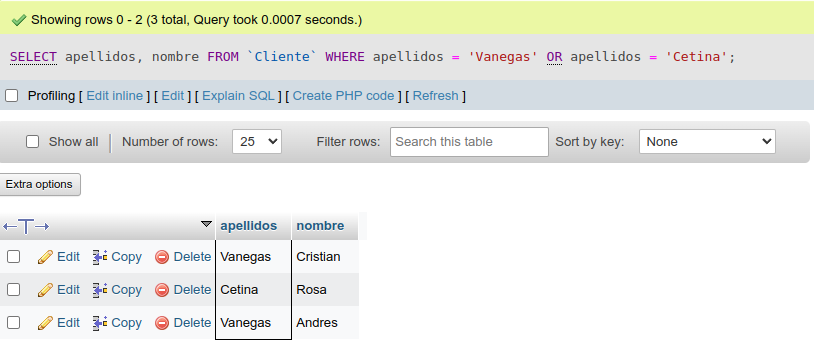 Showing rows 0 - 2 (3 total, Query took 0.0007 seconds.)
SELECT apellidos, nombre FROM `Cliente` WHERE apellidos = 'Vanegas' OR apellidos = 'Cetina';
Profiling [ Edit inline ] [ Edit ] [ Explain SQL ] [ Create PHP code ] [ Refresh ]
Show all Number of rows: 25 Filter rows: Search this table Sort by key: None
Extra options
apellidos nombre
Edit Copy Delete Vanegas Cristian
Edit Copy Delete Cetina Rosa
Edit Copy Delete Vanegas Andres